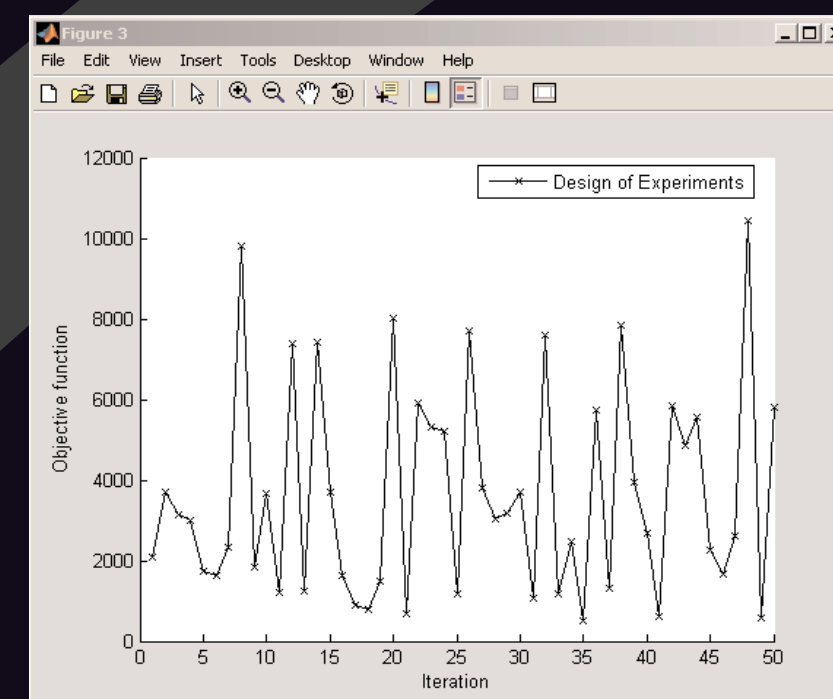 Figure 3
File Edit View Insert Tools Desktop Window Help
Design of Experiments
12000
10000
8000
6000
4000
2000
0
Objective function
0 5 10 15 20 25 30 35 40 45 50
Iteration